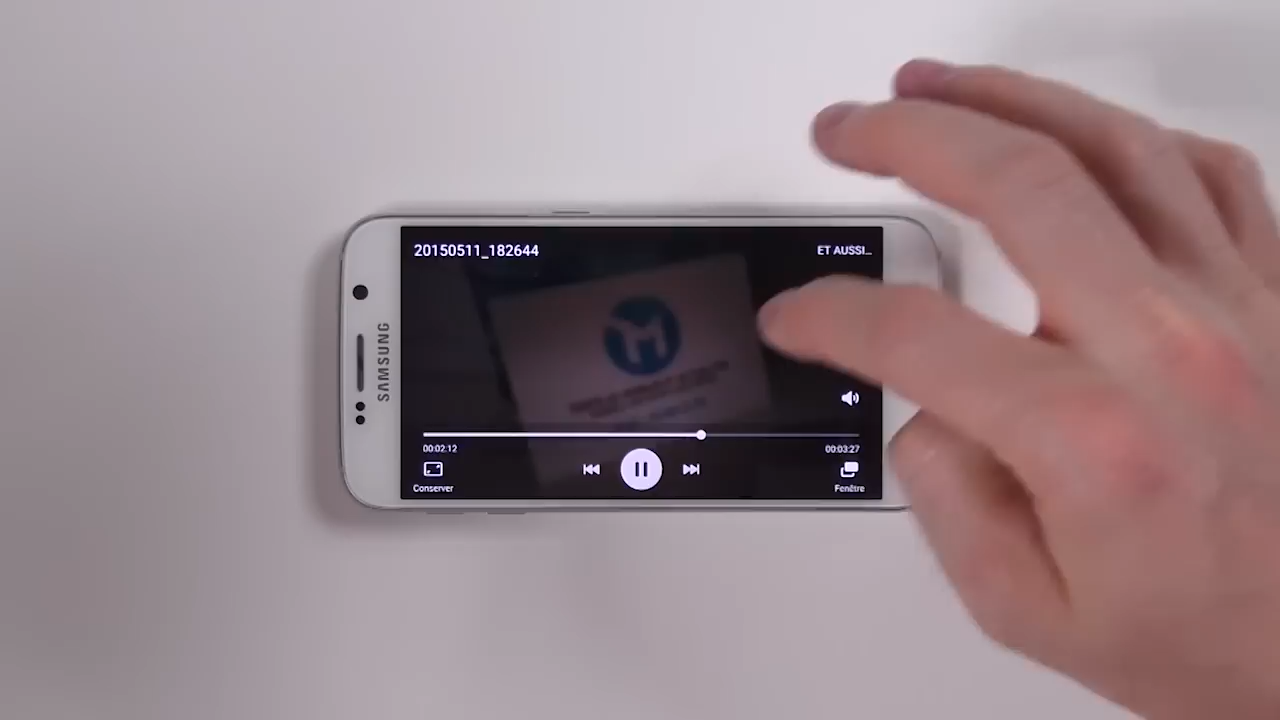 20150511_182644
ET AUSSI...
SAMSUNG
M
00:02:12
00:03:27
Conserver
Fenêtre